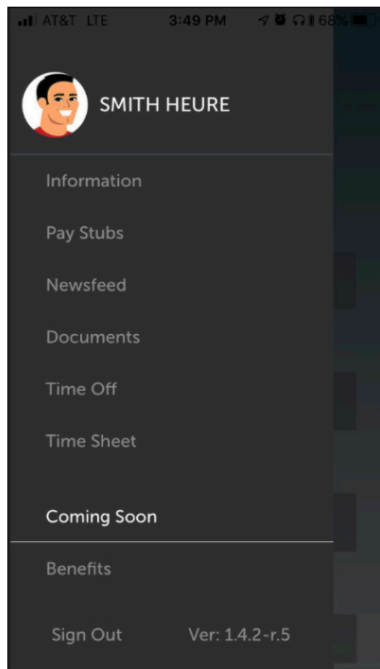 AT&T LTE 3:49 PM 68%
SMITH HEURE
Information
Pay Stubs
Newsfeed
Documents
Time Off
Time Sheet
Coming Soon
Benefits
Sign Out Ver: 1.4.2-r.5